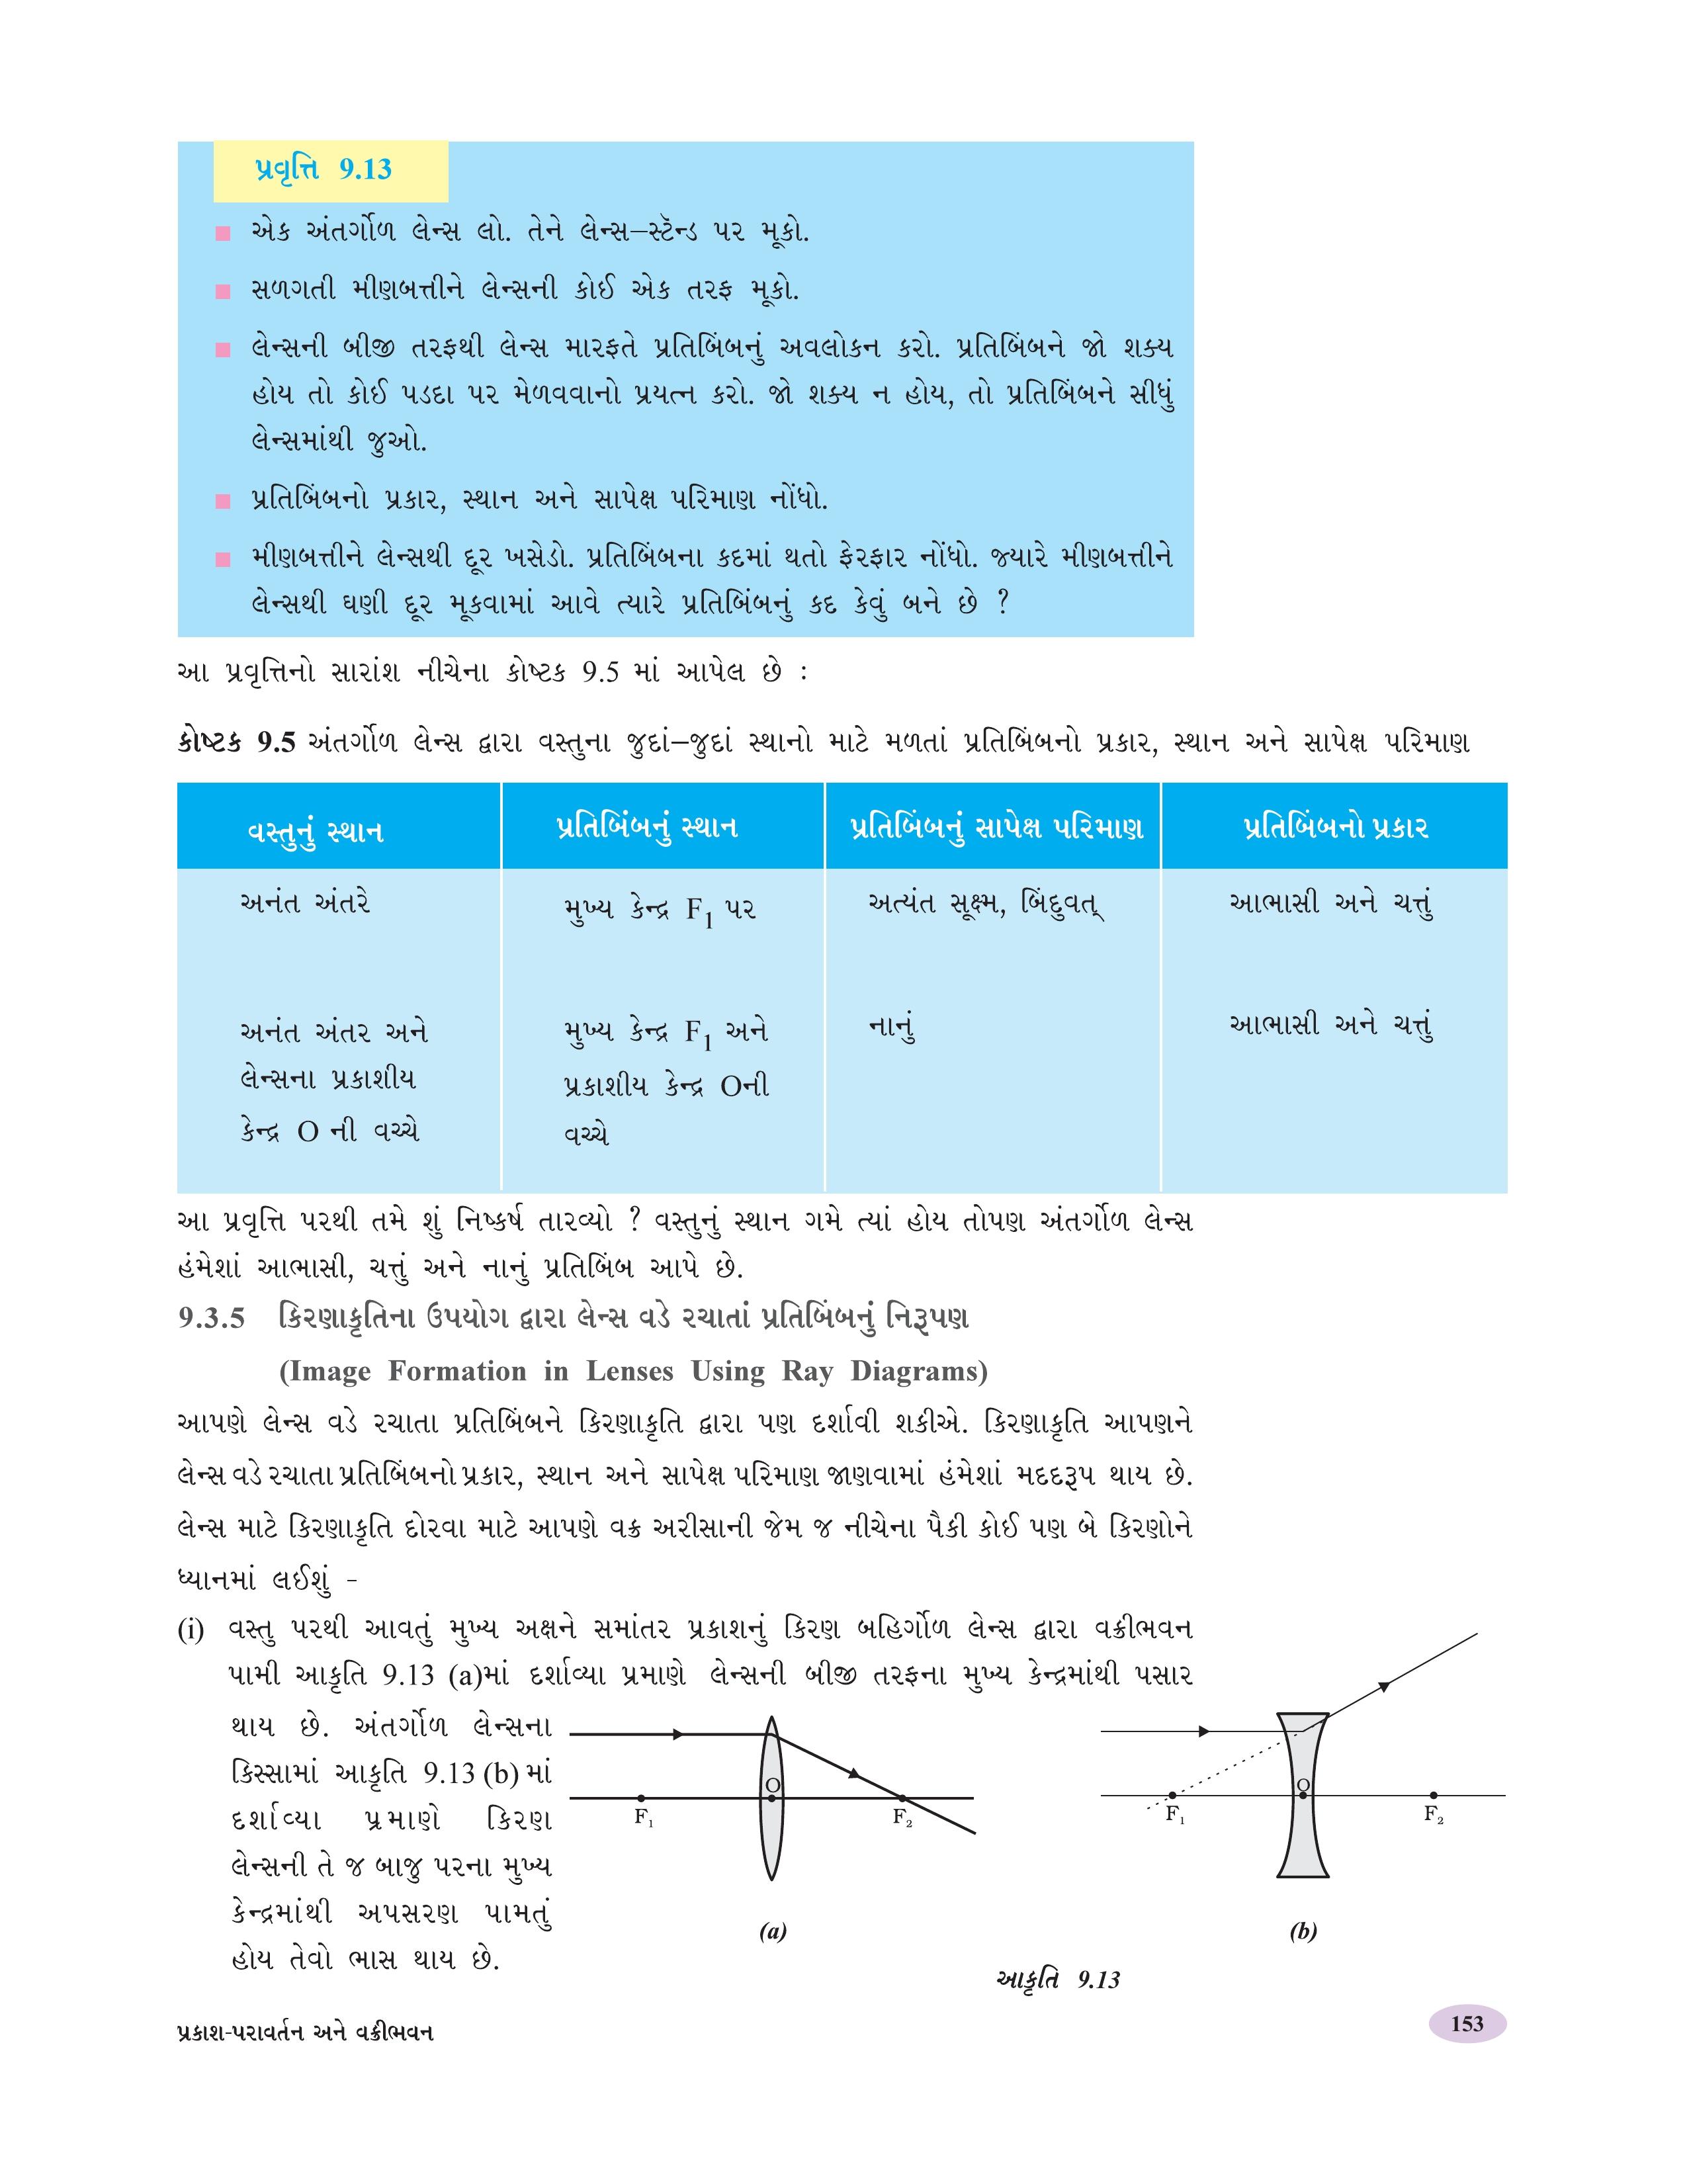 પ્રવૃત્તિ 9.13
■ એક અંતર્ગોળ લેન્સ લો. તેને લેન્સ–સ્ટૅન્ડ પર મૂકો.
■ સળગતી મીણબત્તીને લેન્સની કોઈ એક તરફ મૂકો.
■ લેન્સની બીજી તરફથી લેન્સ મારફતે પ્રતિબિંબનું અવલોકન કરો. પ્રતિબિંબને જો શક્ય
હોય તો કોઈ પડદા પર મેળવવાનો પ્રયત્ન કરો. જો શક્ય ન હોય, તો પ્રતિબિંબને સીધું
લેન્સમાંથી જુઓ.
■ પ્રતિબિંબનો પ્રકાર, સ્થાન અને સાપેક્ષ પરિમાણ નોંધો.
■ મીણબત્તીને લેન્સથી દૂર ખસેડો. પ્રતિબિંબના કદમાં થતો ફેરફાર નોંધો. જ્યારે મીણબત્તીને
લેન્સથી ઘણી દૂર મૂકવામાં આવે ત્યારે પ્રતિબિંબનું કદ કેવું બને છે ?
આ પ્રવૃત્તિનો સારાંશ નીચેના કોષ્ટક 9.5 માં આપેલ છે :
કોષ્ટક 9.5 અંતર્ગોળ લેન્સ દ્વારા વસ્તુના જુદાં–જુદાં સ્થાનો માટે મળતાં પ્રતિબિંબનો પ્રકાર, સ્થાન અને સાપેક્ષ પરિમાણ
વસ્તુનું સ્થાન પ્રતિબિંબનું સ્થાન પ્રતિબિંબનું સાપેક્ષ પરિમાણ પ્રતિબિંબનો પ્રકાર
અનંત અંતરે મુખ્ય કેન્દ્ર F1 પર અત્યંત સૂક્ષ્મ, બિંદુવત્ આભાસી અને ચત્તું
અનંત અંતર અને મુખ્ય કેન્દ્ર F1 અને નાનું આભાસી અને ચત્તું
લેન્સના પ્રકાશીય પ્રકાશીય કેન્દ્ર Oની
કેન્દ્ર O ની વચ્ચે વચ્ચે
આ પ્રવૃત્તિ પરથી તમે શું નિષ્કર્ષ તારવ્યો ? વસ્તુનું સ્થાન ગમે ત્યાં હોય તોપણ અંતર્ગોળ લેન્સ
હંમેશાં આભાસી, ચત્તું અને નાનું પ્રતિબિંબ આપે છે.
9.3.5 કિરણાકૃતિના ઉપયોગ દ્વારા લેન્સ વડે રચાતાં પ્રતિબિંબનું નિરૂપણ
(Image Formation in Lenses Using Ray Diagrams)
આપણે લેન્સ વડે રચાતા પ્રતિબિંબને કિરણાકૃતિ દ્વારા પણ દર્શાવી શકીએ. કિરણાકૃતિ આપણને
લેન્સ વડે રચાતા પ્રતિબિંબનો પ્રકાર, સ્થાન અને સાપેક્ષ પરિમાણ જાણવામાં હંમેશાં મદદરૂપ થાય છે.
લેન્સ માટે કિરણાકૃતિ દોરવા માટે આપણે વક્ર અરીસાની જેમ જ નીચેના પૈકી કોઈ પણ બે કિરણોને
ધ્યાનમાં લઈશું -
(i) વસ્તુ પરથી આવતું મુખ્ય અક્ષને સમાંતર પ્રકાશનું કિરણ બહિર્ગોળ લેન્સ દ્વારા વક્રીભવન
પામી આકૃતિ 9.13 (a)માં દર્શાવ્યા પ્રમાણે લેન્સની બીજી તરફના મુખ્ય કેન્દ્રમાંથી પસાર
થાય છે. અંતર્ગોળ લેન્સના
કિસ્સામાં આકૃતિ 9.13 (b) માં
દર્શાવ્યા પ્રમાણે કિરણ
લેન્સની તે જ બાજુ પરના મુખ્ય
કેન્દ્રમાંથી અપસરણ પામતું
હોય તેવો ભાસ થાય છે.
O
F1 F2
(a)
O
F1 F2
(b)
આકૃતિ 9.13
પ્રકાશ-પરાવર્તન અને વક્રીભવન
153